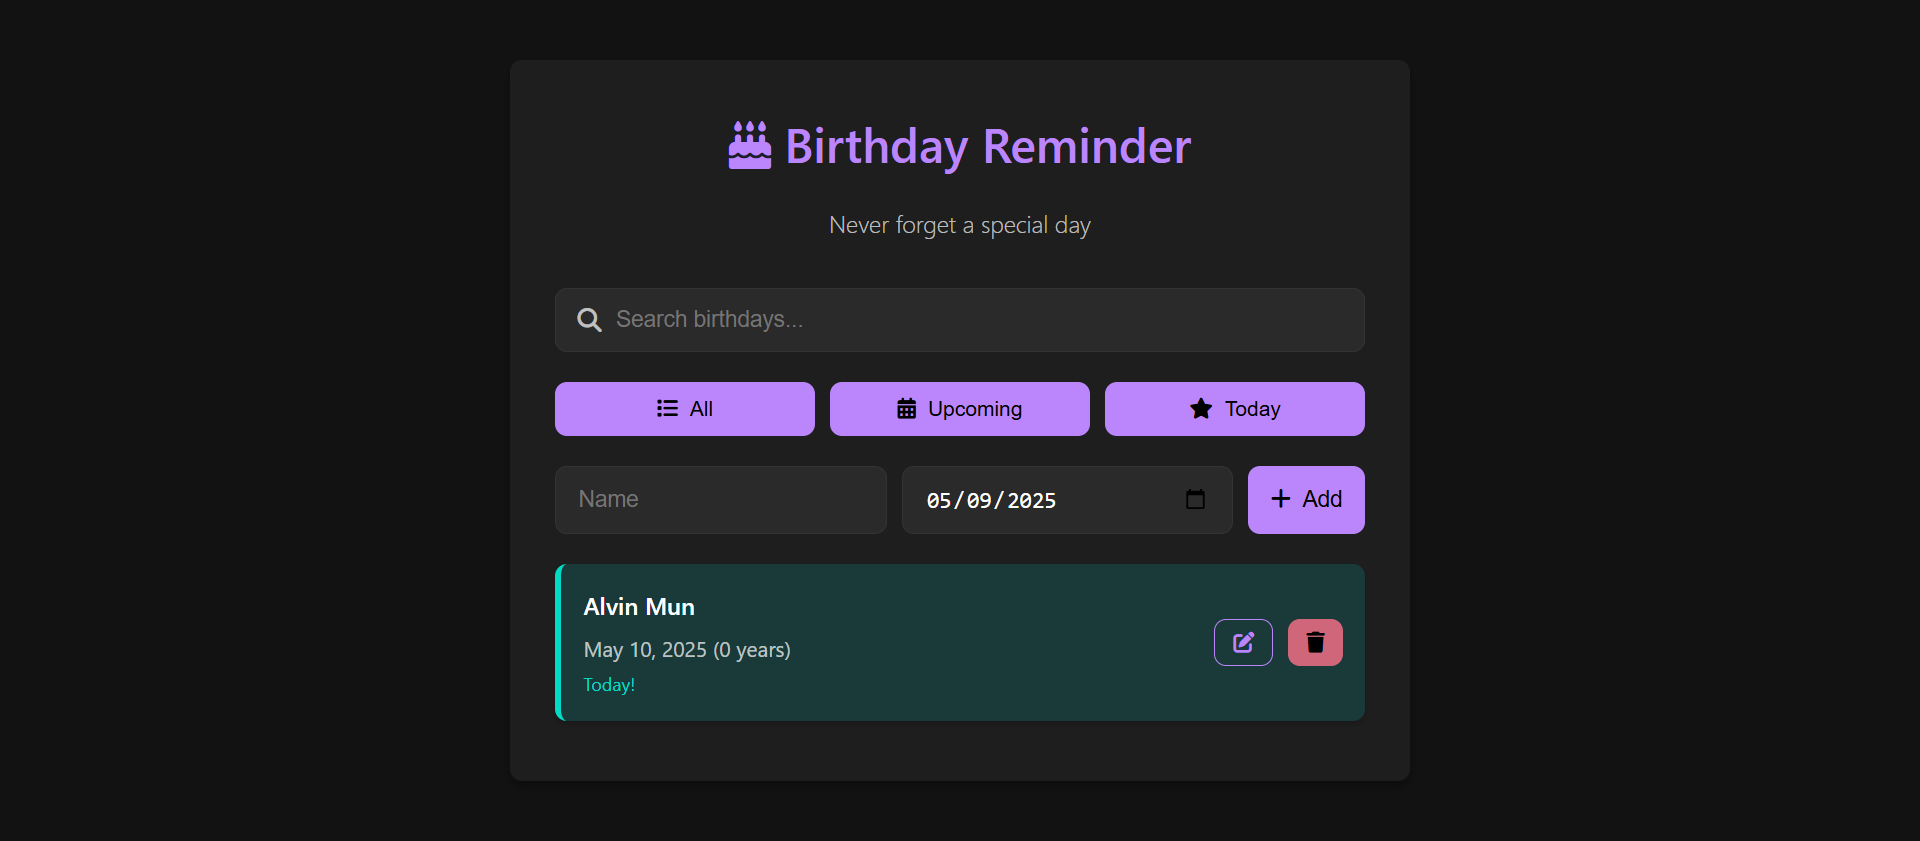 Birthday Reminder
Never forget a special day
Search birthdays...
All
Upcoming
Today
Name
05/09/2025
Add
Alvin Mun
May 10, 2025 (0 years)
Today!